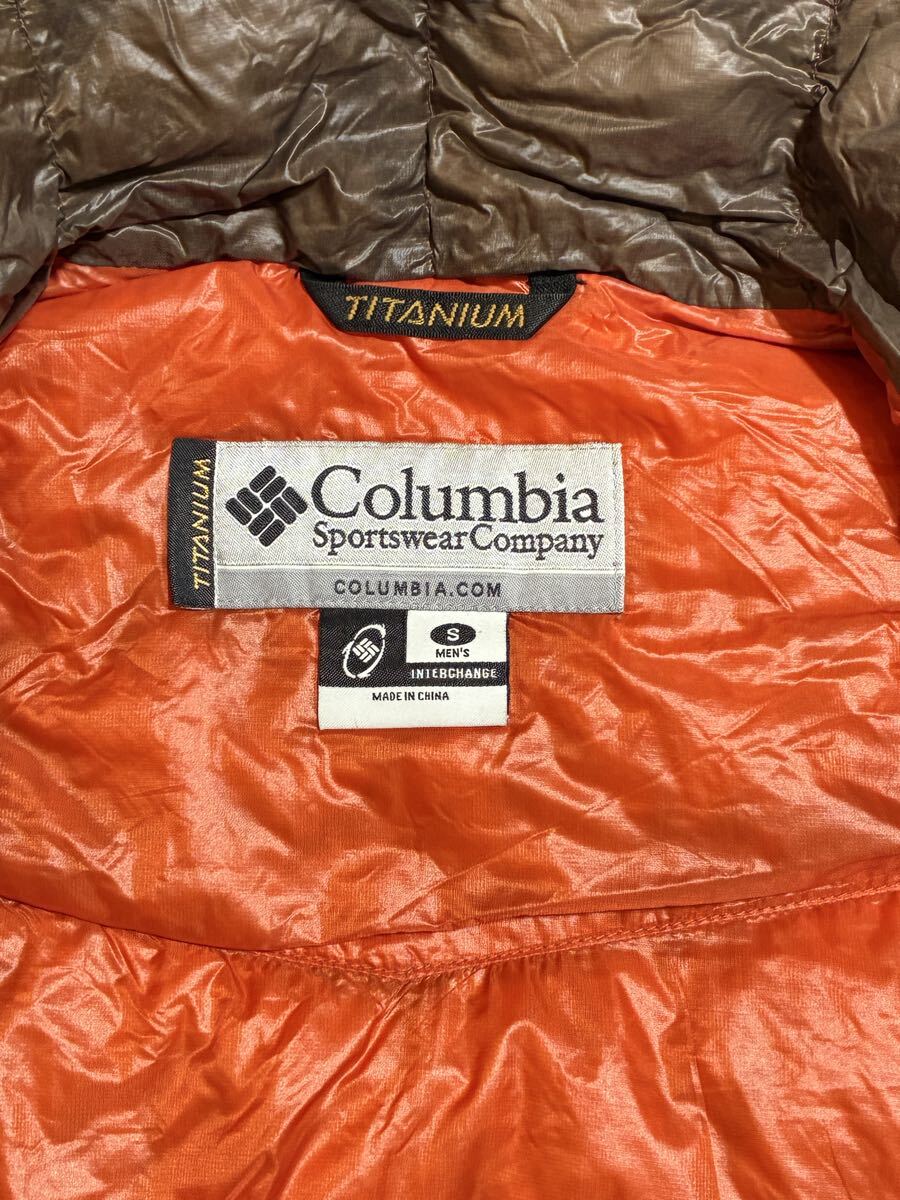 TITANIUM
TITANIUM
Columbia
Sportswear Company
COLUMBIA.COM
S
MEN'S
INTERCHANGE
MADE IN CHINA